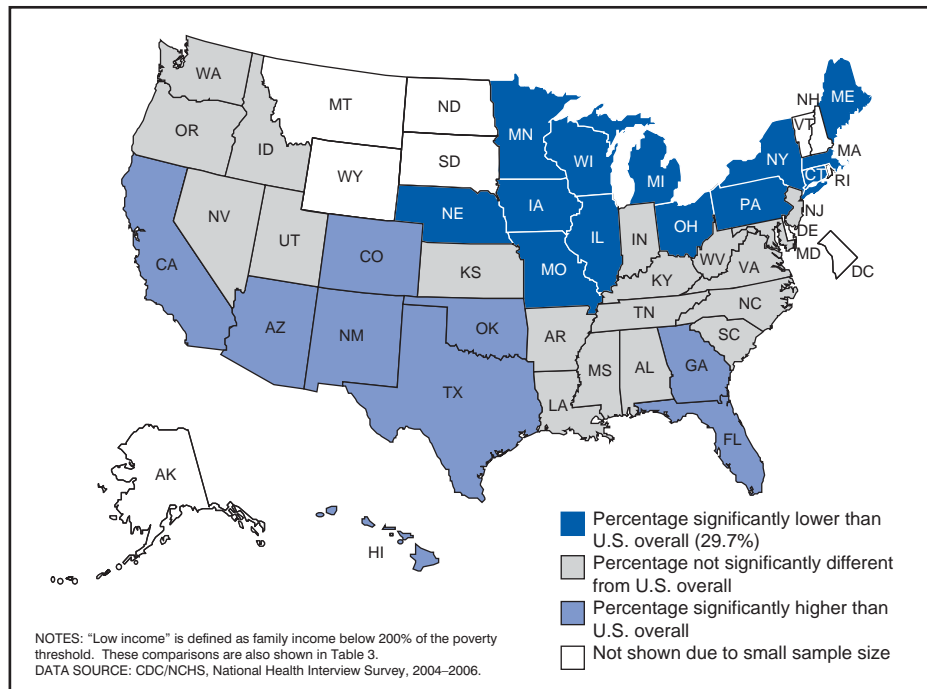 WA
MT
ND
MN
NH
ME
VT
OR
ID
SD
WI
NY
MA
WY
MI
CT
RI
NE
IA
PA
NJ
NV
UT
CO
IL
IN
OH
DE
MD
DC
CA
KS
MO
KY
WV
VA
AZ
NM
OK
AR
TN
NC
SC
TX
LA
MS
AL
GA
FL
AK
HI
Percentage significantly lower than
U.S. overall (29.7%)
Percentage not significantly different
from U.S. overall
Percentage significantly higher than
U.S. overall
Not shown due to small sample size
NOTES: “Low income” is defined as family income below 200% of the poverty
threshold. These comparisons are also shown in Table 3.
DATA SOURCE: CDC/NCHS, National Health Interview Survey, 2004–2006.